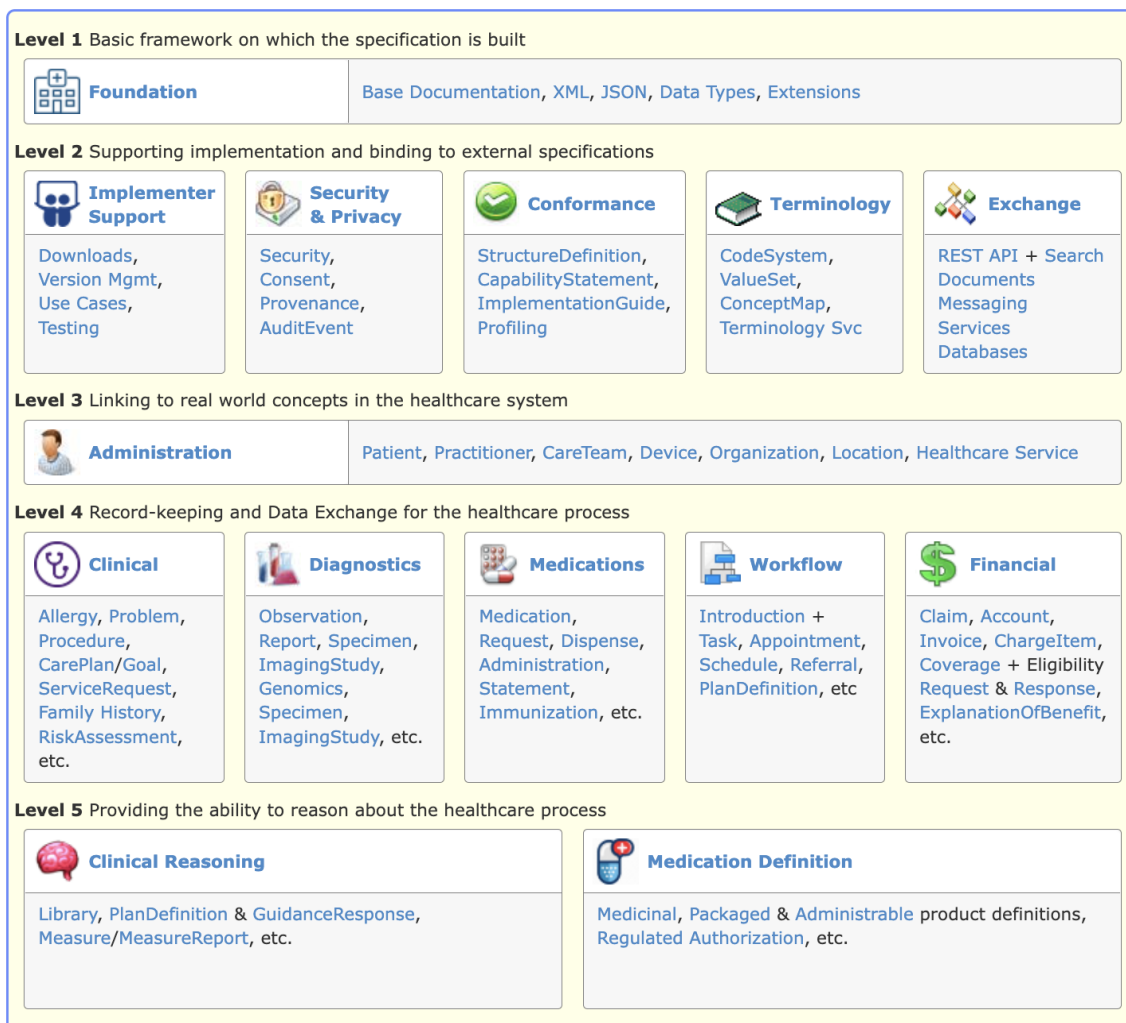 Level 1 Basic framework on which the specification is built
Foundation
Base Documentation, XML, JSON, Data Types, Extensions
Level 2 Supporting implementation and binding to external specifications
Implementer
Support
Downloads,
Version Mgmt,
Use Cases,
Testing
Security
& Privacy
Security,
Consent,
Provenance,
AuditEvent
Conformance
StructureDefinition,
CapabilityStatement,
ImplementationGuide,
Profiling
Terminology
CodeSystem,
ValueSet,
ConceptMap,
Terminology Svc
Exchange
REST API + Search
Documents
Messaging
Services
Databases
Level 3 Linking to real world concepts in the healthcare system
Administration
Patient, Practitioner, CareTeam, Device, Organization, Location, Healthcare Service
Level 4 Record-keeping and Data Exchange for the healthcare process
Clinical
Allergy, Problem,
Procedure,
CarePlan/Goal,
ServiceRequest,
Family History,
RiskAssessment,
etc.
Diagnostics
Observation,
Report, Specimen,
ImagingStudy,
Genomics,
Specimen,
ImagingStudy, etc.
Medications
Medication,
Request, Dispense,
Administration,
Statement,
Immunization, etc.
Workflow
Introduction +
Task, Appointment,
Schedule, Referral,
PlanDefinition, etc
Financial
Claim, Account,
Invoice, ChargeItem,
Coverage + Eligibility
Request & Response,
ExplanationOfBenefit,
etc.
Level 5 Providing the ability to reason about the healthcare process
Clinical Reasoning
Library, PlanDefinition & GuidanceResponse,
Measure/MeasureReport, etc.
Medication Definition
Medicinal, Packaged & Administrable product definitions,
Regulated Authorization, etc.